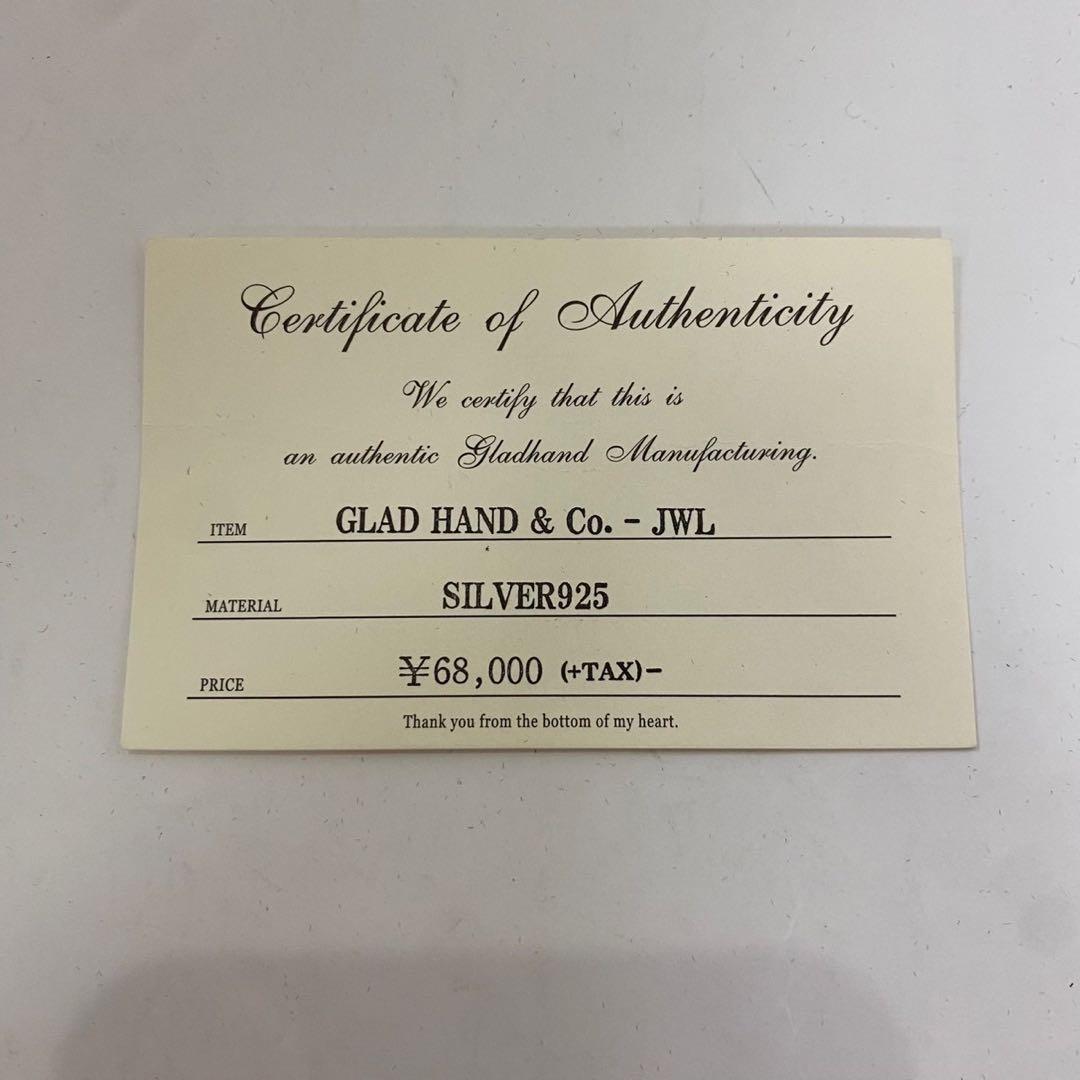 Certificate of Authenticity
We certify that this is
an authentic Gladhand Manufacturing.
ITEM GLAD HAND & Co. - JWL
MATERIAL SILVER925
PRICE ¥68,000 (+TAX)-
Thank you from the bottom of my heart.